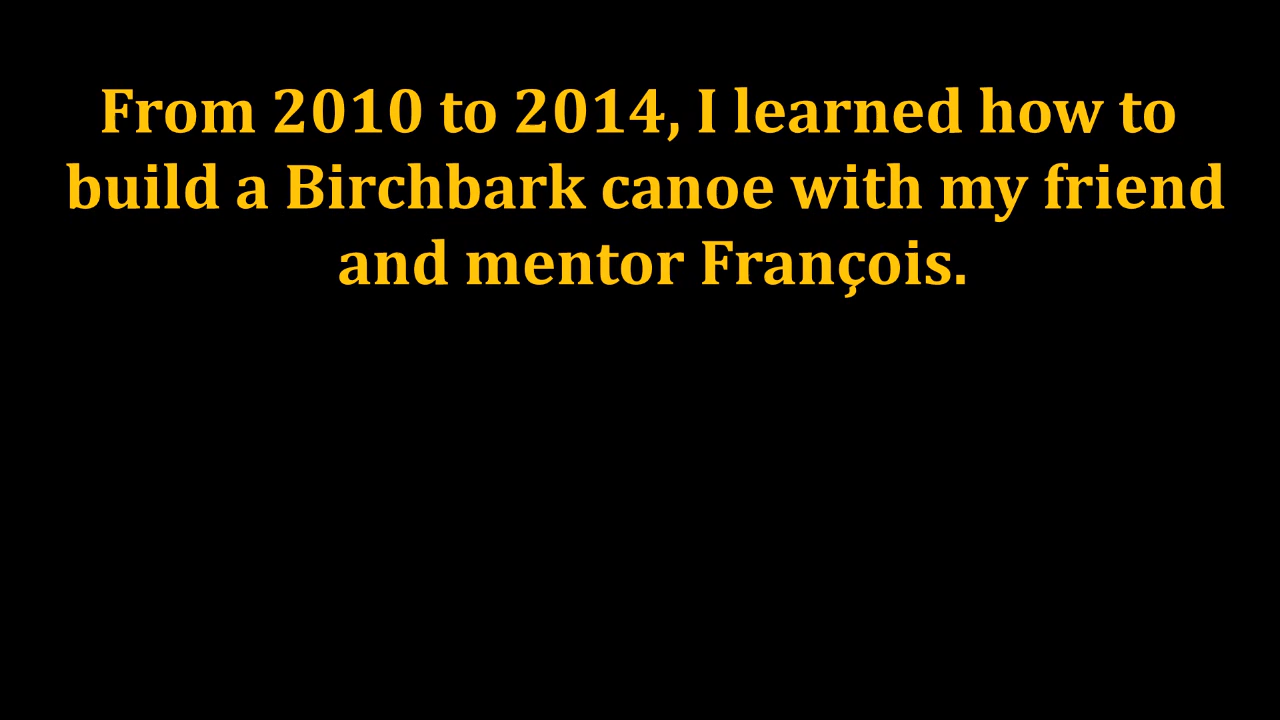 From 2010 to 2014, I learned how to
build a Birchbark canoe with my friend
and mentor François.